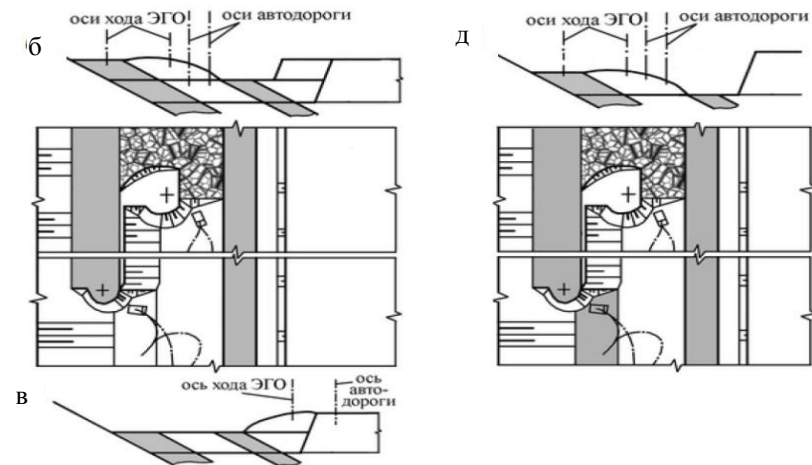 оси хода ЭГО оси автодороги
б
оси хода ЭГО оси автодороги
д
ось хода ЭГО
ось
авто-
дороги
в